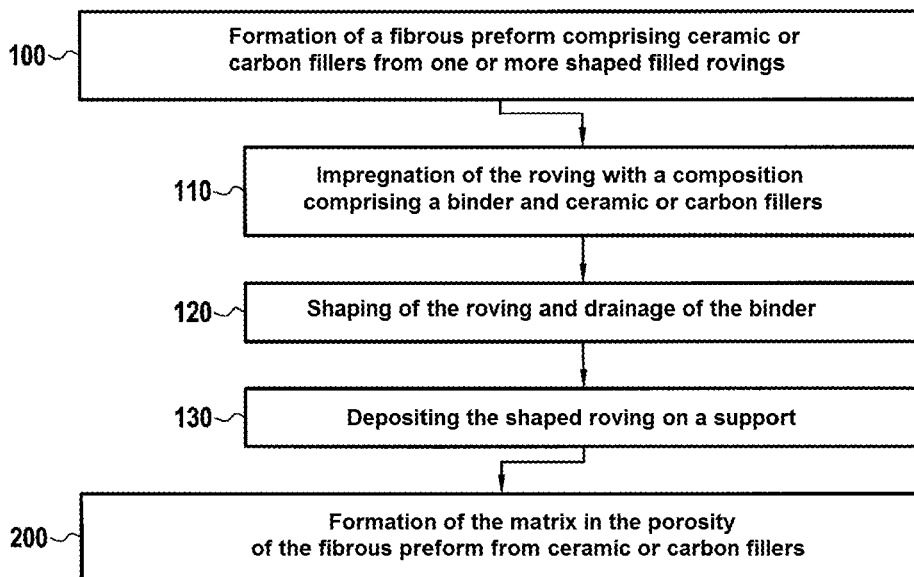 100
Formation of a fibrous preform comprising ceramic or
carbon fillers from one or more shaped filled rovings
110
Impregnation of the roving with a composition
comprising a binder and ceramic or carbon fillers
120
Shaping of the roving and drainage of the binder
130
Depositing the shaped roving on a support
200
Formation of the matrix in the porosity
of the fibrous preform from ceramic or carbon fillers